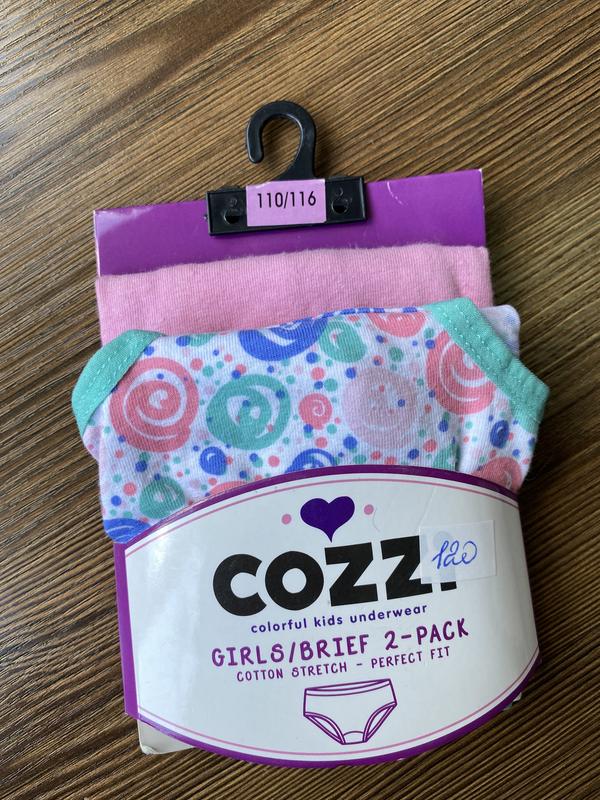 110/116
COZZI
120
colorful kids underwear
GIRLS/BRIEF 2-PACK
COTTON STRETCH - PERFECT FIT